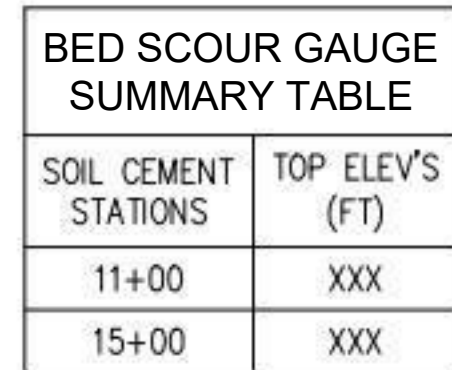 BED SCOUR GAUGE
SUMMARY TABLE
SOIL CEMENT STATIONS
TOP ELEV'S (FT)
11+00 XXX
15+00 XXX